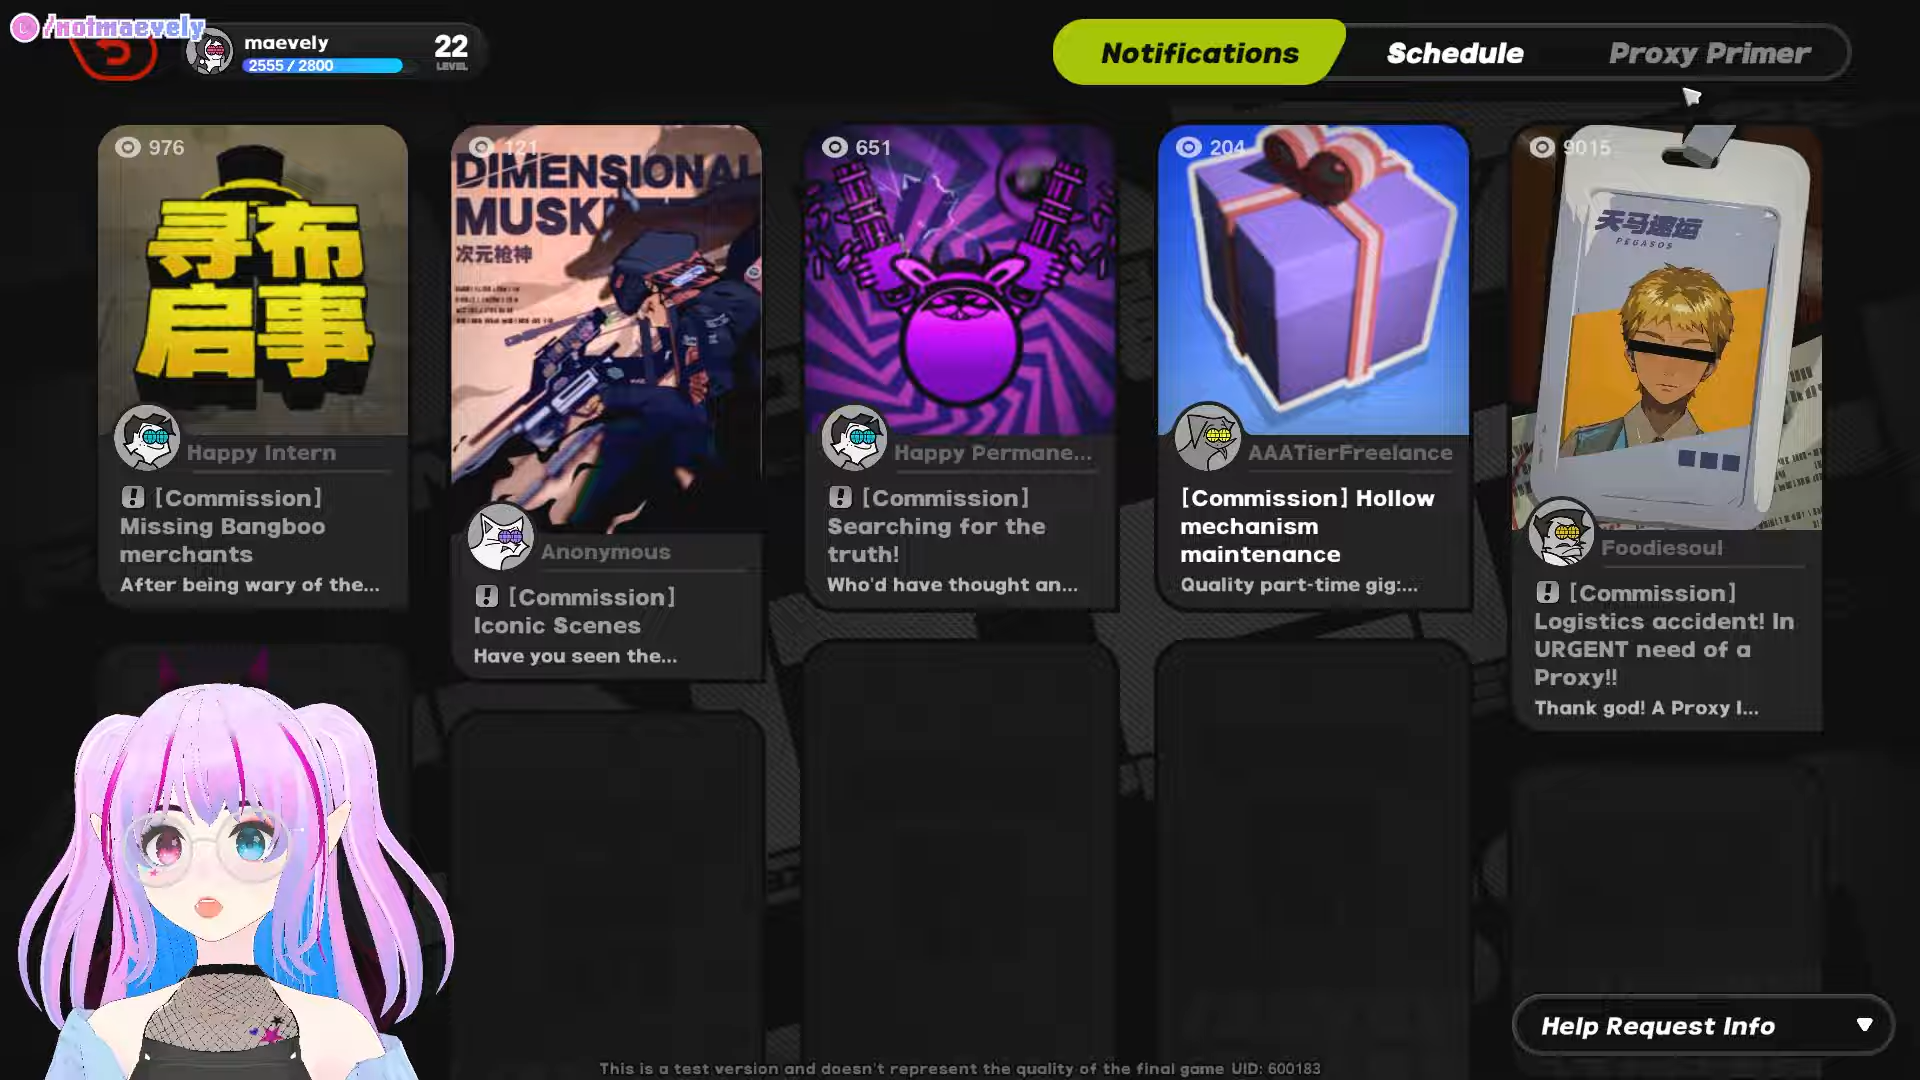 /notmaevely
maevely
2555 / 2800
22
LEVEL
Notifications
Schedule
Proxy Primer
976
寻布
启事
Happy Intern
[Commission]
Missing Bangboo
merchants
After being wary of the...
121
DIMENSIONAL
MUSK
次元枪神
Anonymous
[Commission]
Iconic Scenes
Have you seen the...
651
Happy Permane...
[Commission]
Searching for the
truth!
Who'd have thought an...
204
AAATierFreelance
[Commission] Hollow
mechanism
maintenance
Quality part-time gig:...
9015
天马速运
PEGASOS
Foodiesoul
[Commission]
Logistics accident! In
URGENT need of a
Proxy!!
Thank god! A Proxy I...
Help Request Info
This is a test version and doesn't represent the quality of the final game UID: 600183